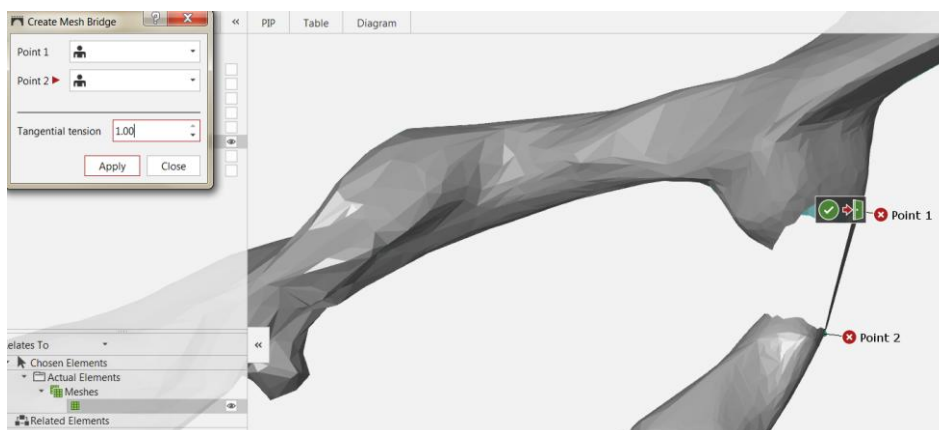 Create Mesh Bridge
PIP Table Diagram
Point 1
Point 2
Tangential tension 1.00
Apply Close
Point 1
Point 2
elates To
Chosen Elements
Actual Elements
Meshes
Related Elements